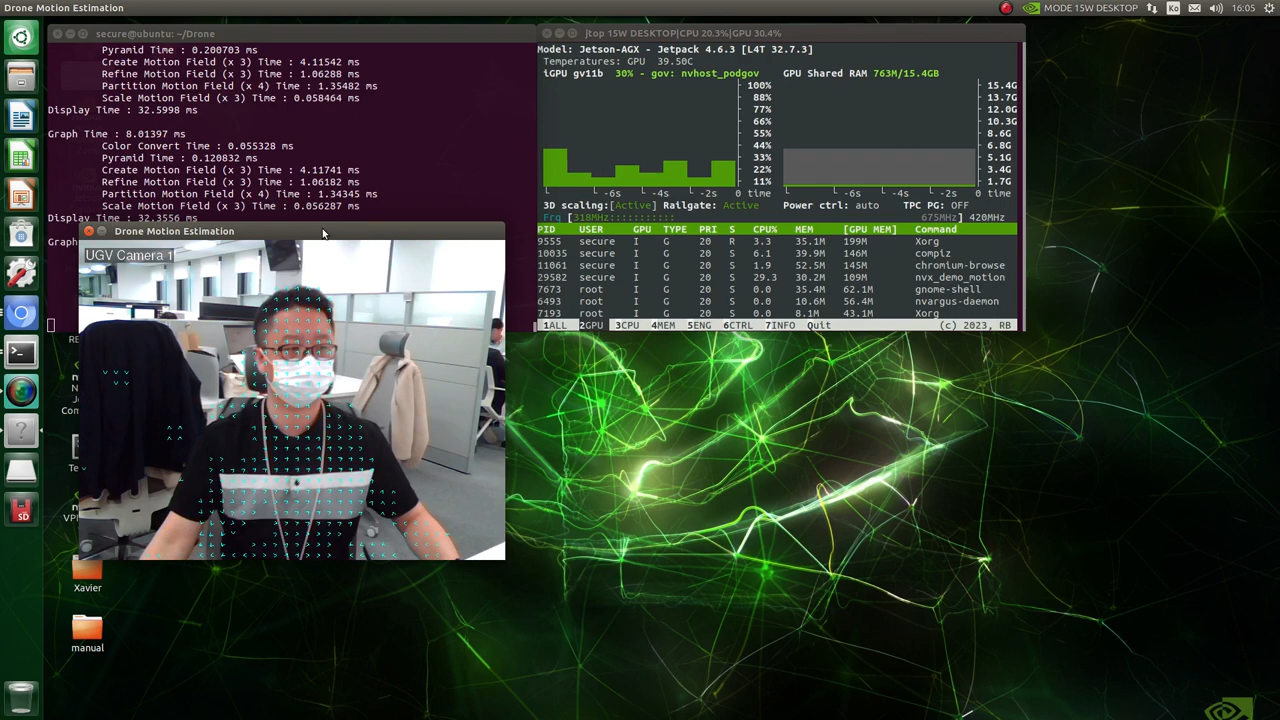 Drone Motion Estimation
MODE 15W DESKTOP
Ko
16:05
secure@ubuntu: ~/Drone
Pyramid Time : 0.200703 ms
Create Motion Field (x 3) Time : 4.11542 ms
Refine Motion Field (x 3) Time : 1.06288 ms
Partition Motion Field (x 4) Time : 1.35482 ms
Scale Motion Field (x 3) Time : 0.058464 ms
Display Time : 32.5998 ms
Graph Time : 8.01397 ms
Color Convert Time : 0.055328 ms
Pyramid Time : 0.120832 ms
Create Motion Field (x 3) Time : 4.11741 ms
Refine Motion Field (x 3) Time : 1.06182 ms
Partition Motion Field (x 4) Time : 1.34345 ms
Scale Motion Field (x 3) Time : 0.056287 ms
Display Time : 32.3556 ms
Graph
Drone Motion Estimation
UGV Camera 1
jtop 15W DESKTOP|CPU 20.3%|GPU 30.4%
Model: Jetson-AGX - Jetpack 4.6.3 [L4T 32.7.3]
Temperatures: GPU 39.50C
iGPU gv11b 30% - gov: nvhost_podgov GPU Shared RAM 763M/15.4GB
100% 15.4G
88% 13.7G
77% 12.0G
66% 10.3G
55% 8.6G
44% 6.8G
33% 5.1G
22% 3.4G
11% 1.7G
-6s -4s -2s 0 time -6s -4s -2s 0 time
3D scaling:[Active] Railgate: Active Power ctrl: auto TPC PG: OFF
Frq [318MHz::::::::::: 675MHz] 420MHz
PID USER GPU TYPE PRI S CPU% MEM [GPU MEM] Command
9555 secure I G 20 R 3.3 35.1M 199M Xorg
10035 secure I G 20 S 6.1 39.9M 146M compiz
11061 secure I G 20 S 1.9 52.5M 145M chromium-browse
29582 secure I G 20 S 29.3 30.2M 109M nvx_demo_motion
7673 root I G 20 S 0.0 35.4M 62.1M gnome-shell
6493 root I G 20 S 0.0 10.6M 56.4M nvargus-daemon
7193 root I G 20 S 0.0 8.1M 43.1M Xorg
1ALL 2GPU 3CPU 4MEM 5ENG 6CTRL 7INFO Quit (c) 2023, RB
SD
Xavier
manual